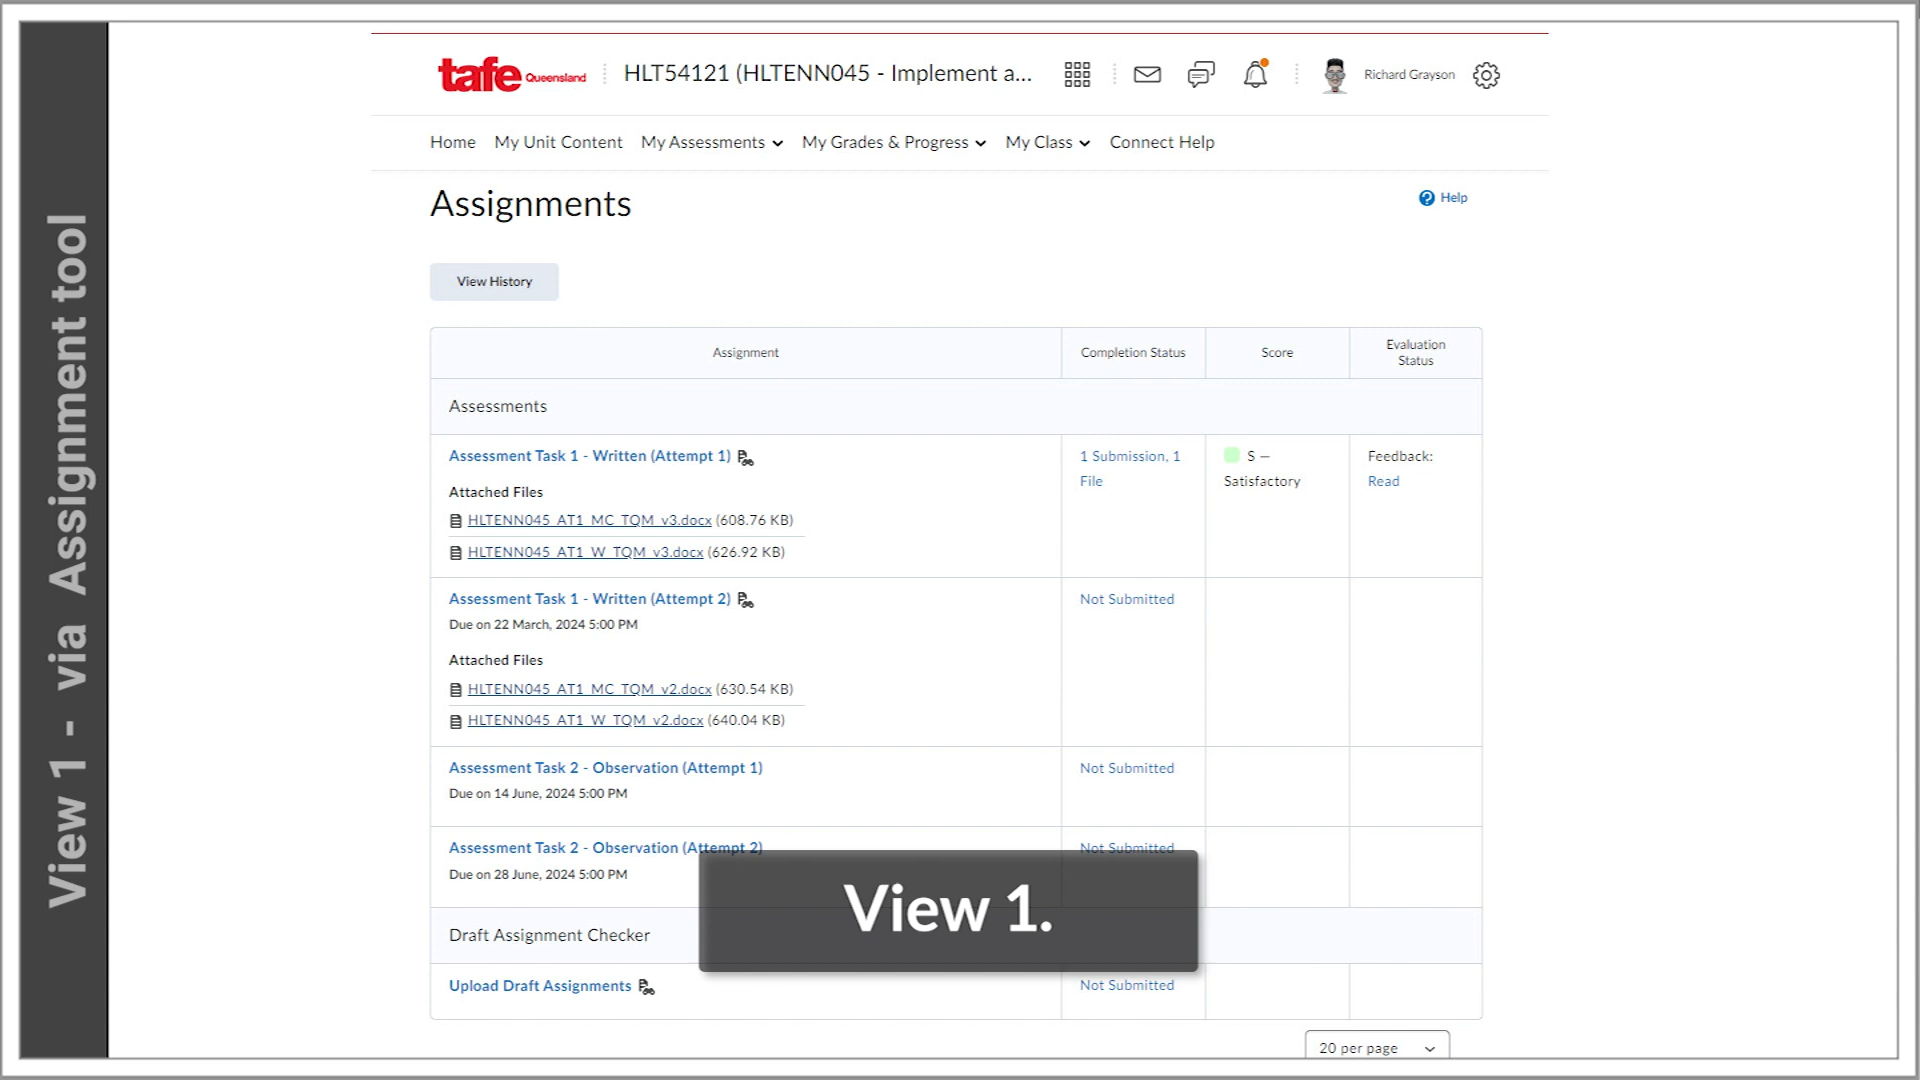 View 1 - via Assignment tool
tafe Queensland
HLT54121 (HLTENN045 - Implement a...
Richard Grayson
Home My Unit Content My Assessments My Grades & Progress My Class Connect Help
Assignments
Help
View History
Assignment Completion Status Score Evaluation Status
Assessments
Assessment Task 1 - Written (Attempt 1)
1 Submission, 1 File
S – Satisfactory
Feedback: Read
Attached Files
HLTENN045_AT1_MC_TQM_v3.docx (608.76 KB)
HLTENN045_AT1_W_TQM_v3.docx (626.92 KB)
Assessment Task 1 - Written (Attempt 2)
Not Submitted
Due on 22 March, 2024 5:00 PM
Attached Files
HLTENN045_AT1_MC_TQM_v2.docx (630.54 KB)
HLTENN045_AT1_W_TQM_v2.docx (640.04 KB)
Assessment Task 2 - Observation (Attempt 1)
Not Submitted
Due on 14 June, 2024 5:00 PM
Assessment Task 2 - Observation (Attempt 2)
Not Submitted
Due on 28 June, 2024 5:00 PM
View 1.
Draft Assignment Checker
Upload Draft Assignments
Not Submitted
20 per page